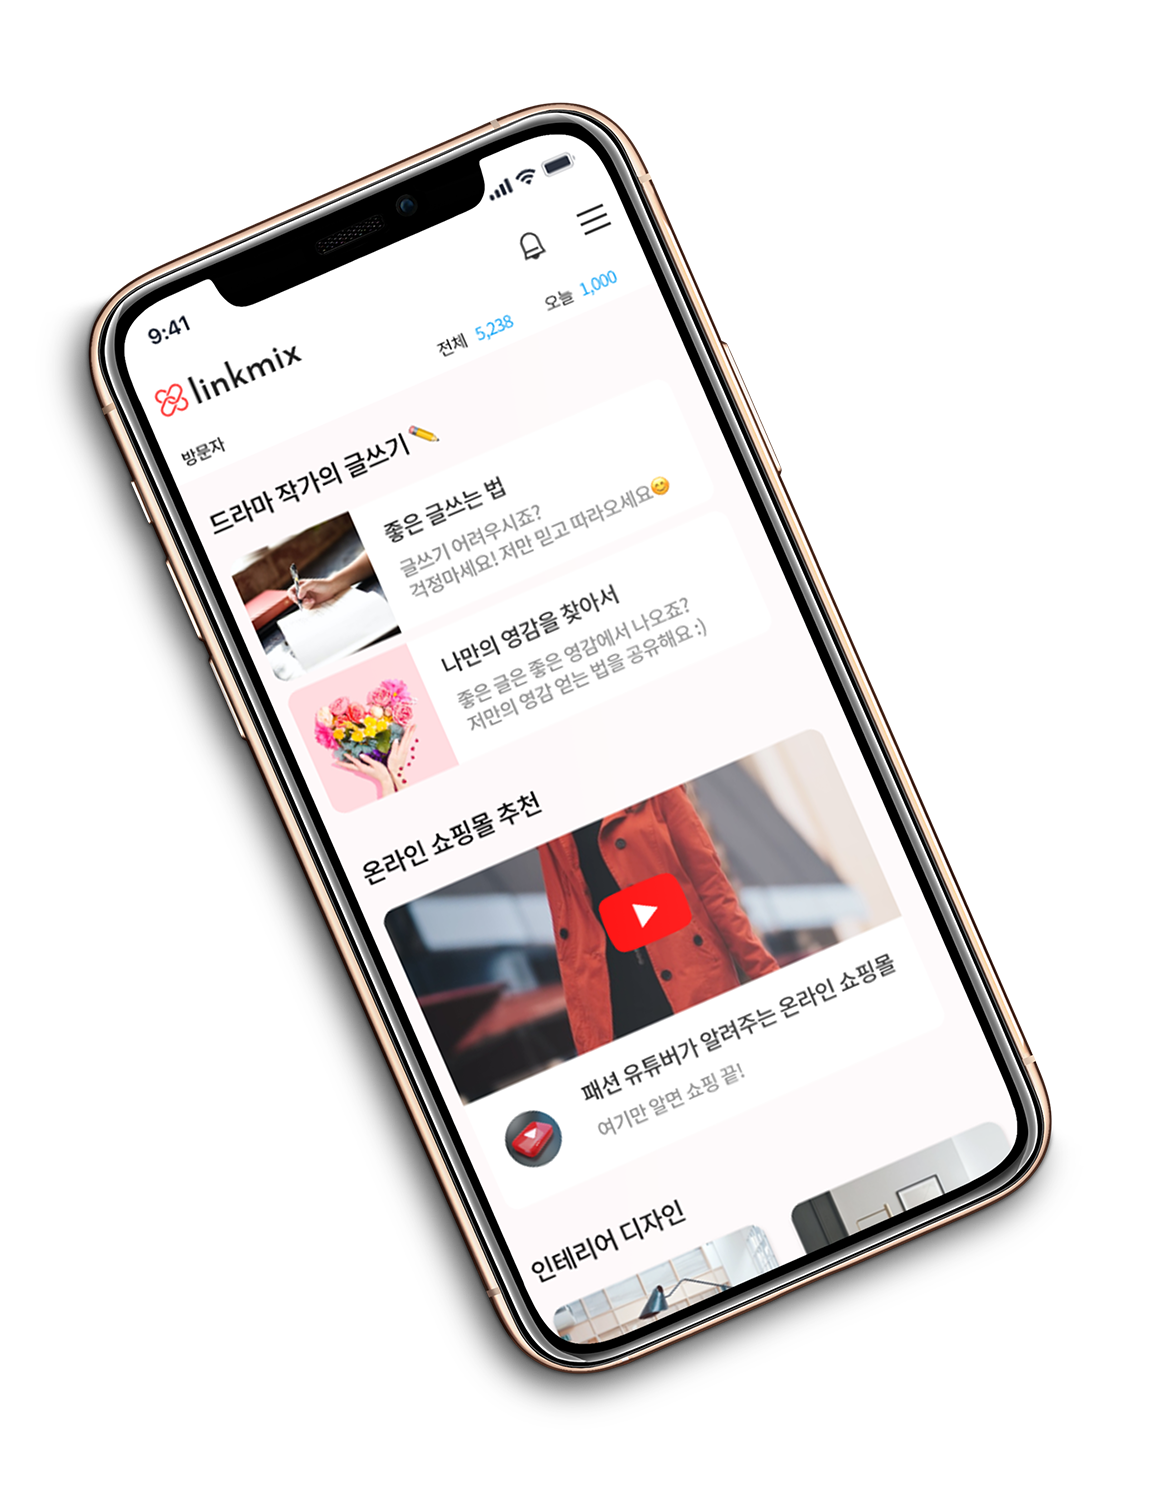 9:41
linkmix
방문자
전체 5,238
오늘 1,000
드라마 작가의 글쓰기✏️
좋은 글쓰는 법
글쓰기 어려우시죠?
걱정마세요! 저만 믿고 따라오세요😊
나만의 영감을 찾아서
좋은 글은 좋은 영감에서 나오죠?
저만의 영감 얻는 법을 공유해요 :)
온라인 쇼핑몰 추천
패션 유튜버가 알려주는 온라인 쇼핑몰
여기만 알면 쇼핑 끝!
인테리어 디자인